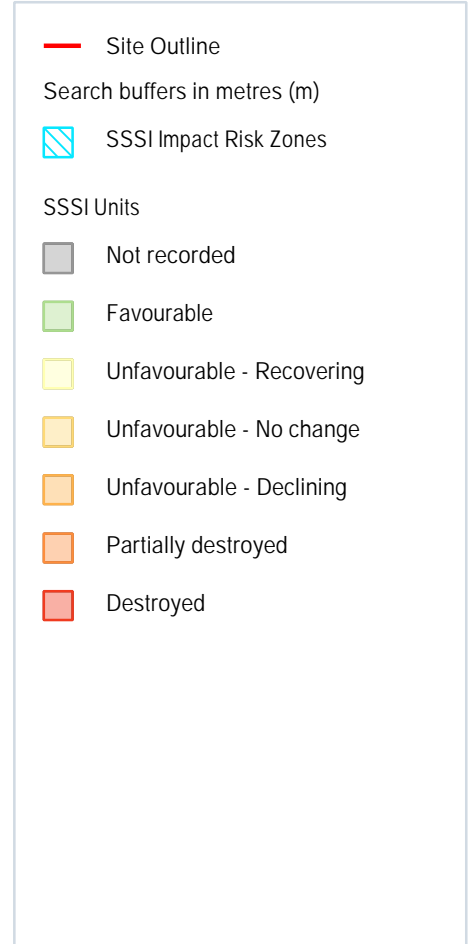 Site Outline
Search buffers in metres (m)
SSSI Impact Risk Zones
SSSI Units
Not recorded
Favourable
Unfavourable - Recovering
Unfavourable - No change
Unfavourable - Declining
Partially destroyed
Destroyed